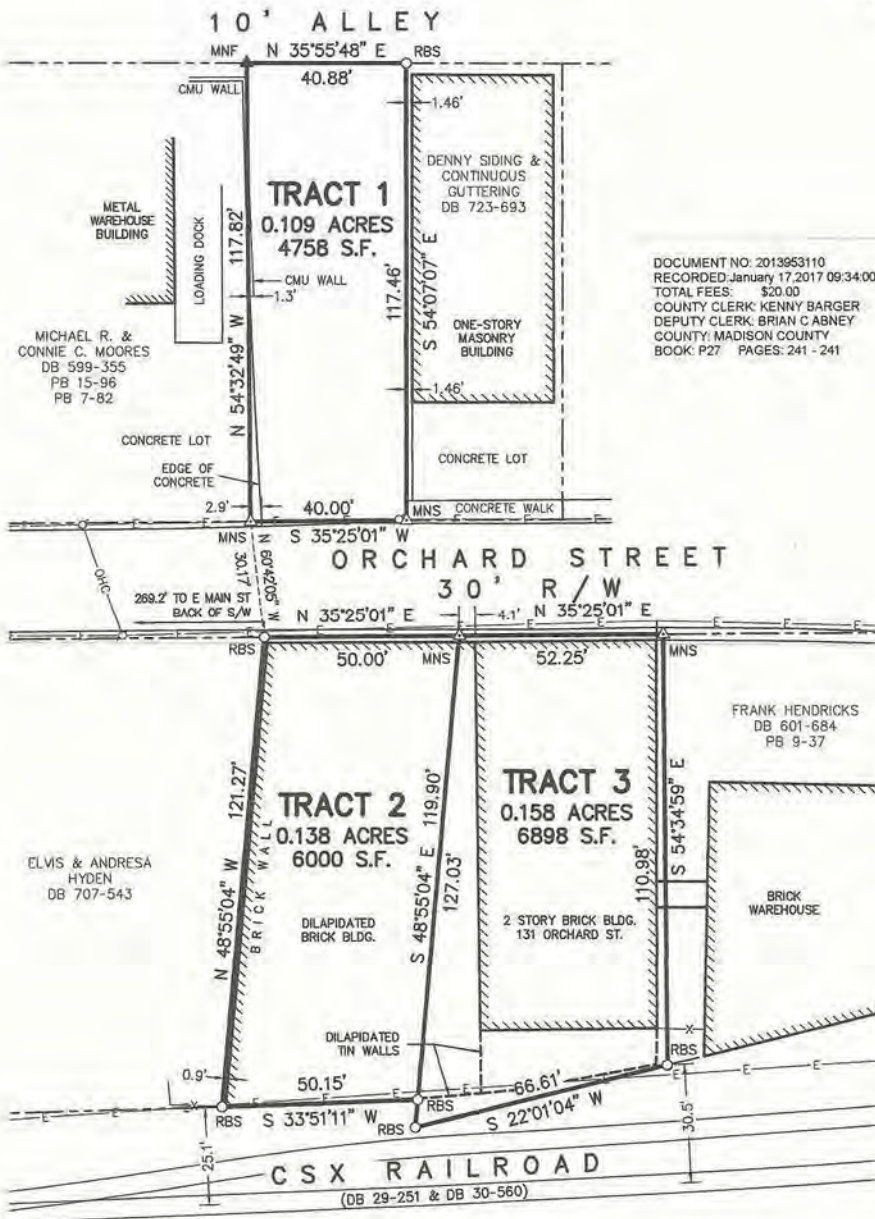 10' ALLEY
MNF N 35°55'48" E RBS
40.88'
CMU WALL
1.46'
DENNY SIDING &
CONTINUOUS
GUTTERING
DB 723-693
TRACT 1
0.109 ACRES
4758 S.F.
METAL
WAREHOUSE
BUILDING
LOADING DOCK
117.82'
N 54°32'49" W
CMU WALL
1.3'
117.46'
S 54°07'07" E
ONE-STORY
MASONRY
BUILDING
1.46'
DOCUMENT NO: 2013953110
RECORDED:January 17,2017 09:34:00
TOTAL FEES: $20.00
COUNTY CLERK: KENNY BARGER
DEPUTY CLERK: BRIAN C ABNEY
COUNTY: MADISON COUNTY
BOOK: P27 PAGES: 241 - 241
MICHAEL R. &
CONNIE C. MOORES
DB 599-355
PB 15-96
PB 7-82
CONCRETE LOT
EDGE OF
CONCRETE
CONCRETE LOT
2.9'
40.00'
MNS CONCRETE WALK
E E E E E E
MNS S 35°25'01" W
ORCHARD STREET
30' R/W
OHC
30.17'
N 60°42'05" W
269.2' TO E MAIN ST
BACK OF S/W
N 35°25'01" E 4.1' N 35°25'01" E
E E E E E E E E
RBS 50.00' MNS 52.25' MNS
FRANK HENDRICKS
DB 601-684
PB 9-37
121.27'
N 48°55'04" W
BRICK WALL
TRACT 2
0.138 ACRES
6000 S.F.
DILAPIDATED
BRICK BLDG.
119.90'
S 48°55'04" E
127.03'
TRACT 3
0.158 ACRES
6898 S.F.
2 STORY BRICK BLDG.
131 ORCHARD ST.
110.98'
S 54°34'59" E
BRICK
WAREHOUSE
ELVIS & ANDRESA
HYDEN
DB 707-543
DILAPIDATED
TIN WALLS
X
RBS
0.9'
50.15'
66.61'
E E X E E E E E E
RBS S 33°51'11" W RBS RBS
S 22°01'04" W
25.1'
30.5'
CSX RAILROAD
(DB 29-251 & DB 30-560)